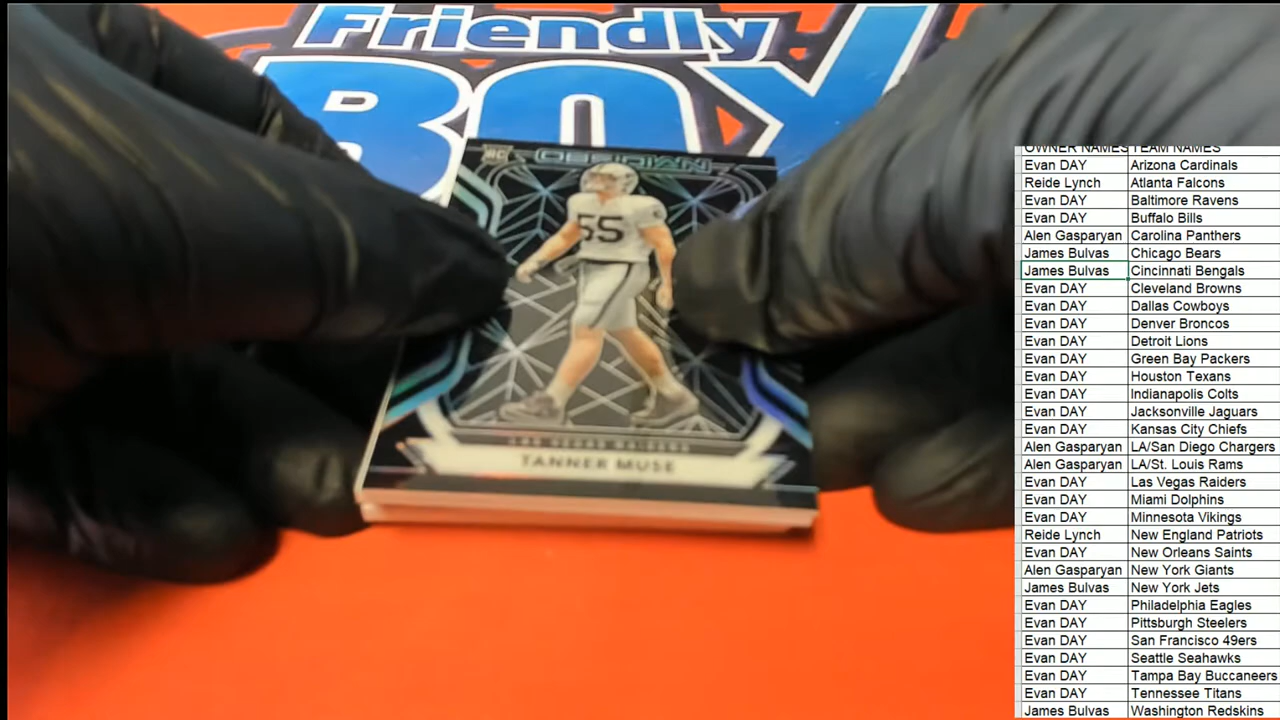 Friendly
BOX
RC OBSIDIAN
55
LAS VEGAS RAIDERS
TANNER MUSE
OWNER NAMES TEAM NAMES
Evan DAY Arizona Cardinals
Reide Lynch Atlanta Falcons
Evan DAY Baltimore Ravens
Evan DAY Buffalo Bills
Alen Gasparyan Carolina Panthers
James Bulvas Chicago Bears
James Bulvas Cincinnati Bengals
Evan DAY Cleveland Browns
Evan DAY Dallas Cowboys
Evan DAY Denver Broncos
Evan DAY Detroit Lions
Evan DAY Green Bay Packers
Evan DAY Houston Texans
Evan DAY Indianapolis Colts
Evan DAY Jacksonville Jaguars
Evan DAY Kansas City Chiefs
Alen Gasparyan LA/San Diego Chargers
Alen Gasparyan LA/St. Louis Rams
Evan DAY Las Vegas Raiders
Evan DAY Miami Dolphins
Evan DAY Minnesota Vikings
Reide Lynch New England Patriots
Evan DAY New Orleans Saints
Alen Gasparyan New York Giants
James Bulvas New York Jets
Evan DAY Philadelphia Eagles
Evan DAY Pittsburgh Steelers
Evan DAY San Francisco 49ers
Evan DAY Seattle Seahawks
Evan DAY Tampa Bay Buccaneers
Evan DAY Tennessee Titans
James Bulvas Washington Redskins